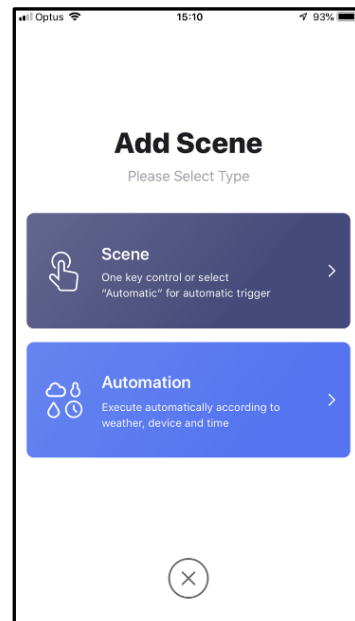 Optus 15:10 93%
Add Scene
Please Select Type
Scene
One key control or select
“Automatic” for automatic trigger
Automation
Execute automatically according to
weather, device and time